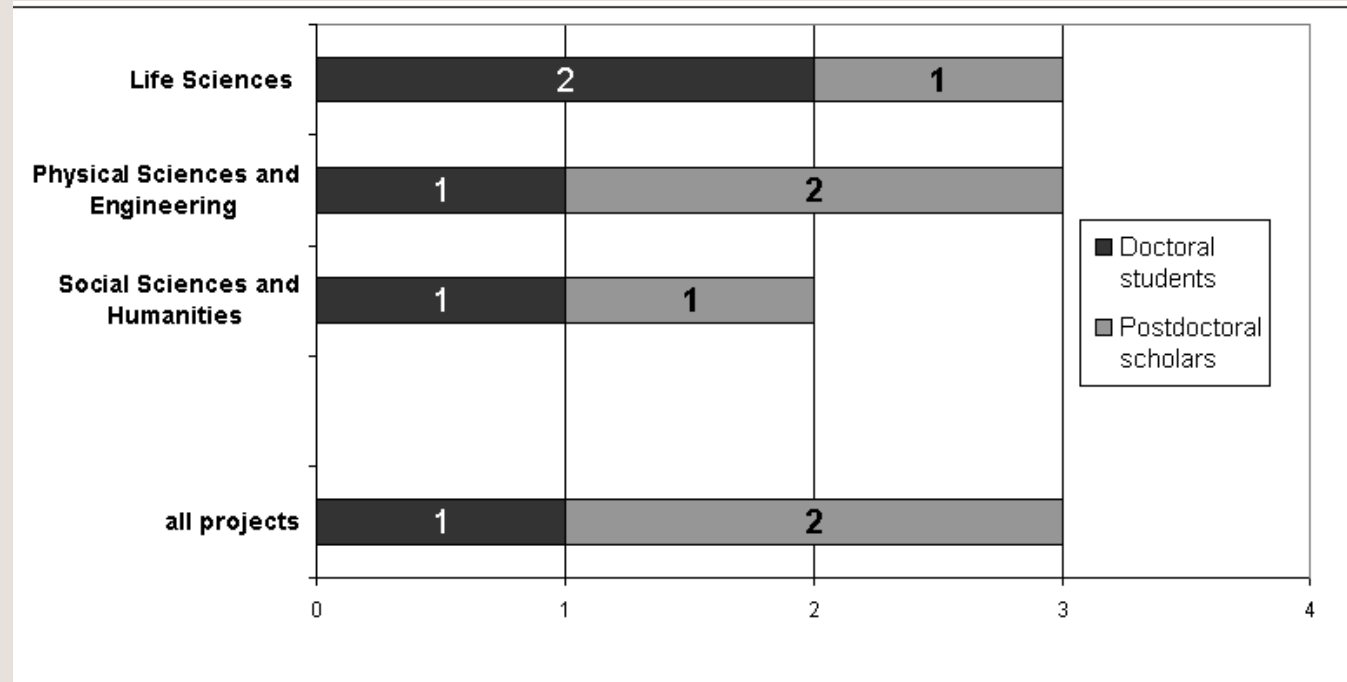 Life Sciences
2
1
Physical Sciences and
Engineering
1
2
Social Sciences and
Humanities
1
1
all projects
1
2
0
1
2
3
4
Doctoral
students
Postdoctoral
scholars